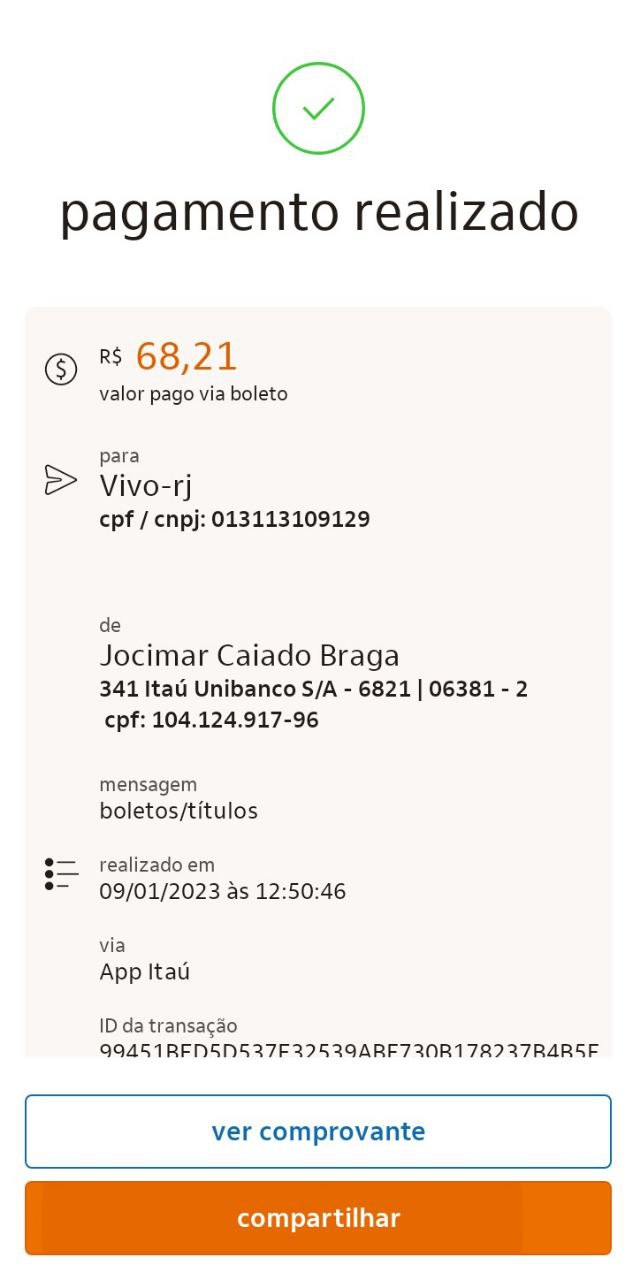 pagamento realizado
R$ 68,21
valor pago via boleto
para
Vivo-rj
cpf / cnpj: 013113109129
de
Jocimar Caiado Braga
341 Itaú Unibanco S/A - 6821 | 06381 - 2
cpf: 104.124.917-96
mensagem
boletos/títulos
realizado em
09/01/2023 às 12:50:46
via
App Itaú
ID da transação
ver comprovante
compartilhar